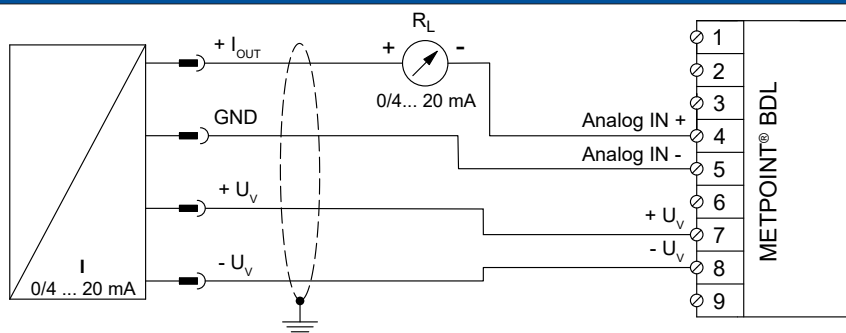 R_L
+ I_OUT
+ -
0/4... 20 mA
GND
Analog IN +
Analog IN -
+ U_V
+ U_V
- U_V
- U_V
I
0/4 ... 20 mA
1
2
3
4
5
6
7
8
9
METPOINT® BDL